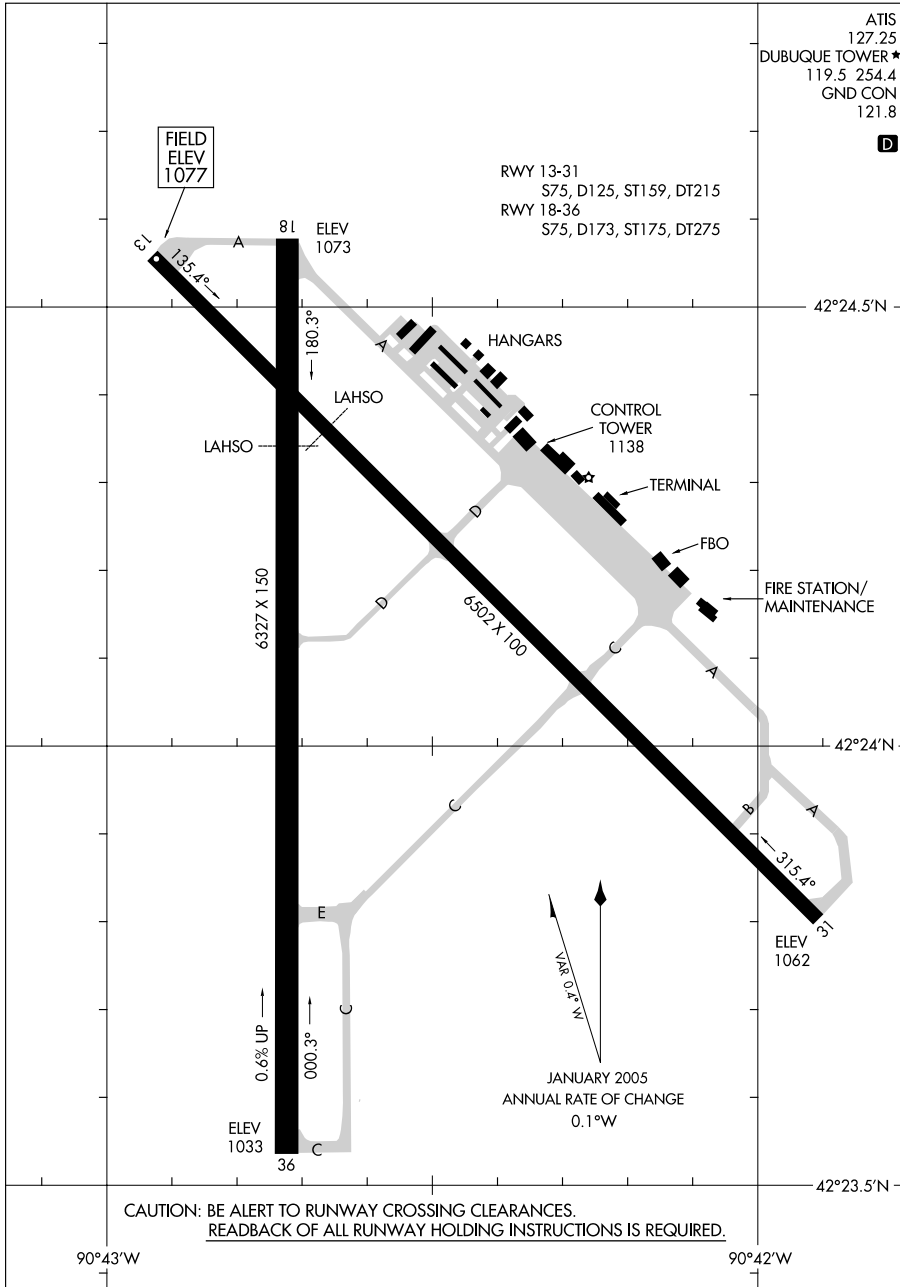 ATIS
127.25
DUBUQUE TOWER
119.5 254.4
GND CON
121.8
D
FIELD
ELEV
1077
RWY 13-31
S75, D125, ST159, DT215
RWY 18-36
S75, D173, ST175, DT275
13
135.4°
A
18
ELEV
1073
180.3°
42°24.5'N
A
HANGARS
LAHSO
LAHSO
CONTROL
TOWER
1138
TERMINAL
D
FBO
D
6327 X 150
6502 X 100
FIRE STATION/
MAINTENANCE
C
A
42°24'N
C
B
A
315.4°
31
ELEV
1062
E
VAR 0.4° W
C
0.6% UP
000.3°
JANUARY 2005
ANNUAL RATE OF CHANGE
0.1°W
ELEV
1033
C
36
42°23.5'N
CAUTION: BE ALERT TO RUNWAY CROSSING CLEARANCES.
READBACK OF ALL RUNWAY HOLDING INSTRUCTIONS IS REQUIRED.
90°43'W
90°42'W